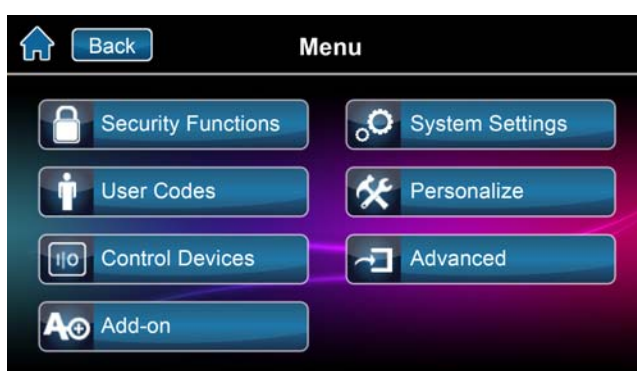 Back
Menu
Security Functions
System Settings
User Codes
Personalize
I|O
Control Devices
Advanced
A
Add-on